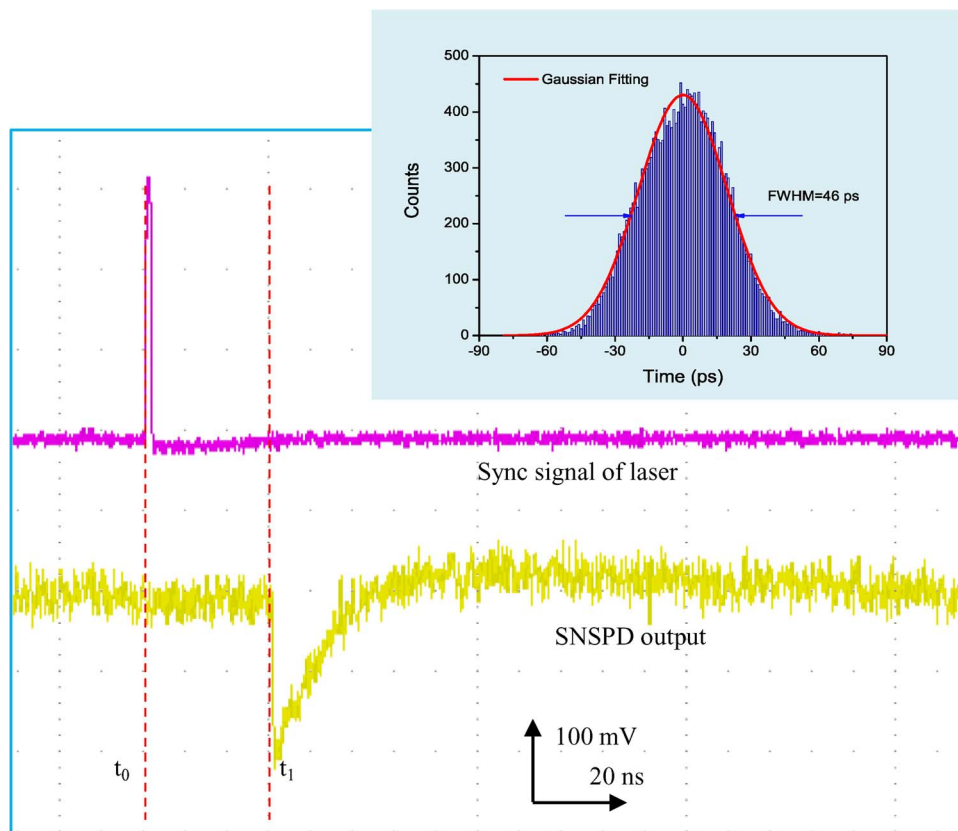 500
400
300
200
100
0
Counts
Gaussian Fitting
FWHM=46 ps
-90 -60 -30 0 30 60 90
Time (ps)
Sync signal of laser
SNSPD output
100 mV
20 ns
t₀ t₁